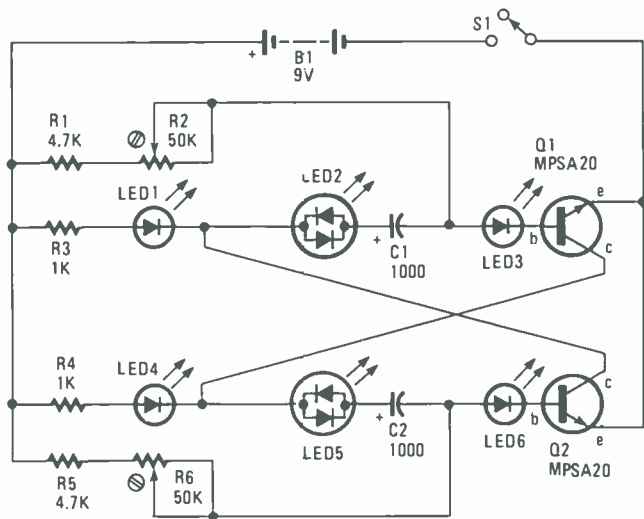 S1
+
B1
9V
R1
4.7K
R2
50K
Q1
MPSA20
LED1
LED2
e
R3
1K
+
C1
1000
LED3
b
c
R4
1K
LED4
c
+
C2
1000
LED6
b
e
R5
4.7K
R6
50K
LED5
Q2
MPSA20